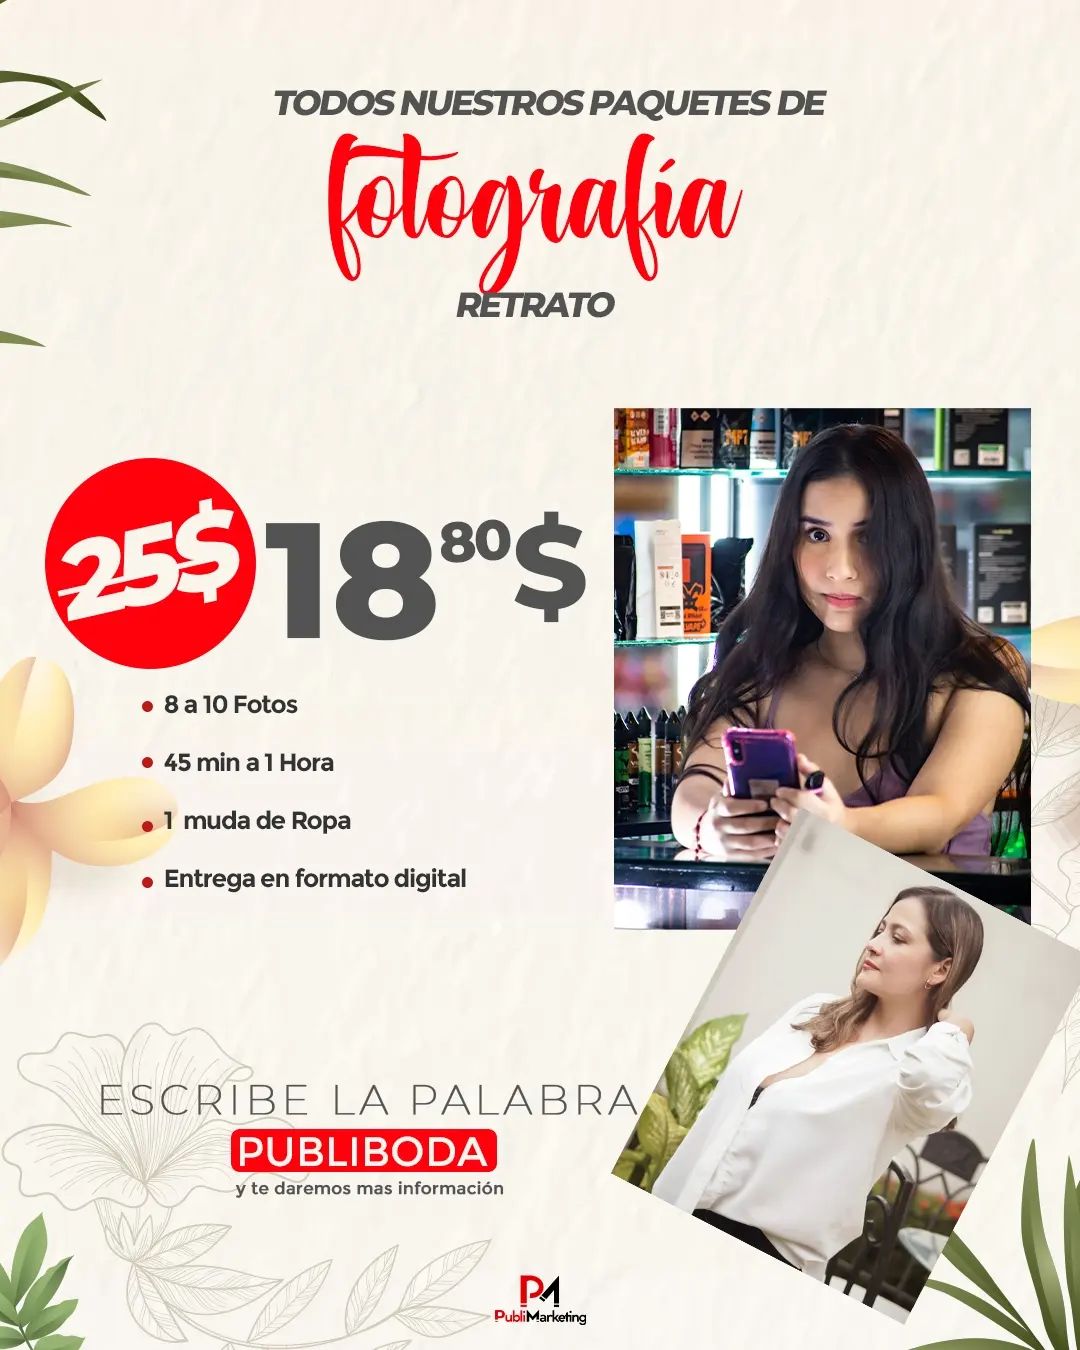 TODOS NUESTROS PAQUETES DE
fotografía
RETRATO
25$ 18 80$
8 a 10 Fotos
45 min a 1 Hora
1 muda de Ropa
Entrega en formato digital
ESCRIBE LA PALABRA
PUBLIBODA
y te daremos mas información
PM
PubliMarketing